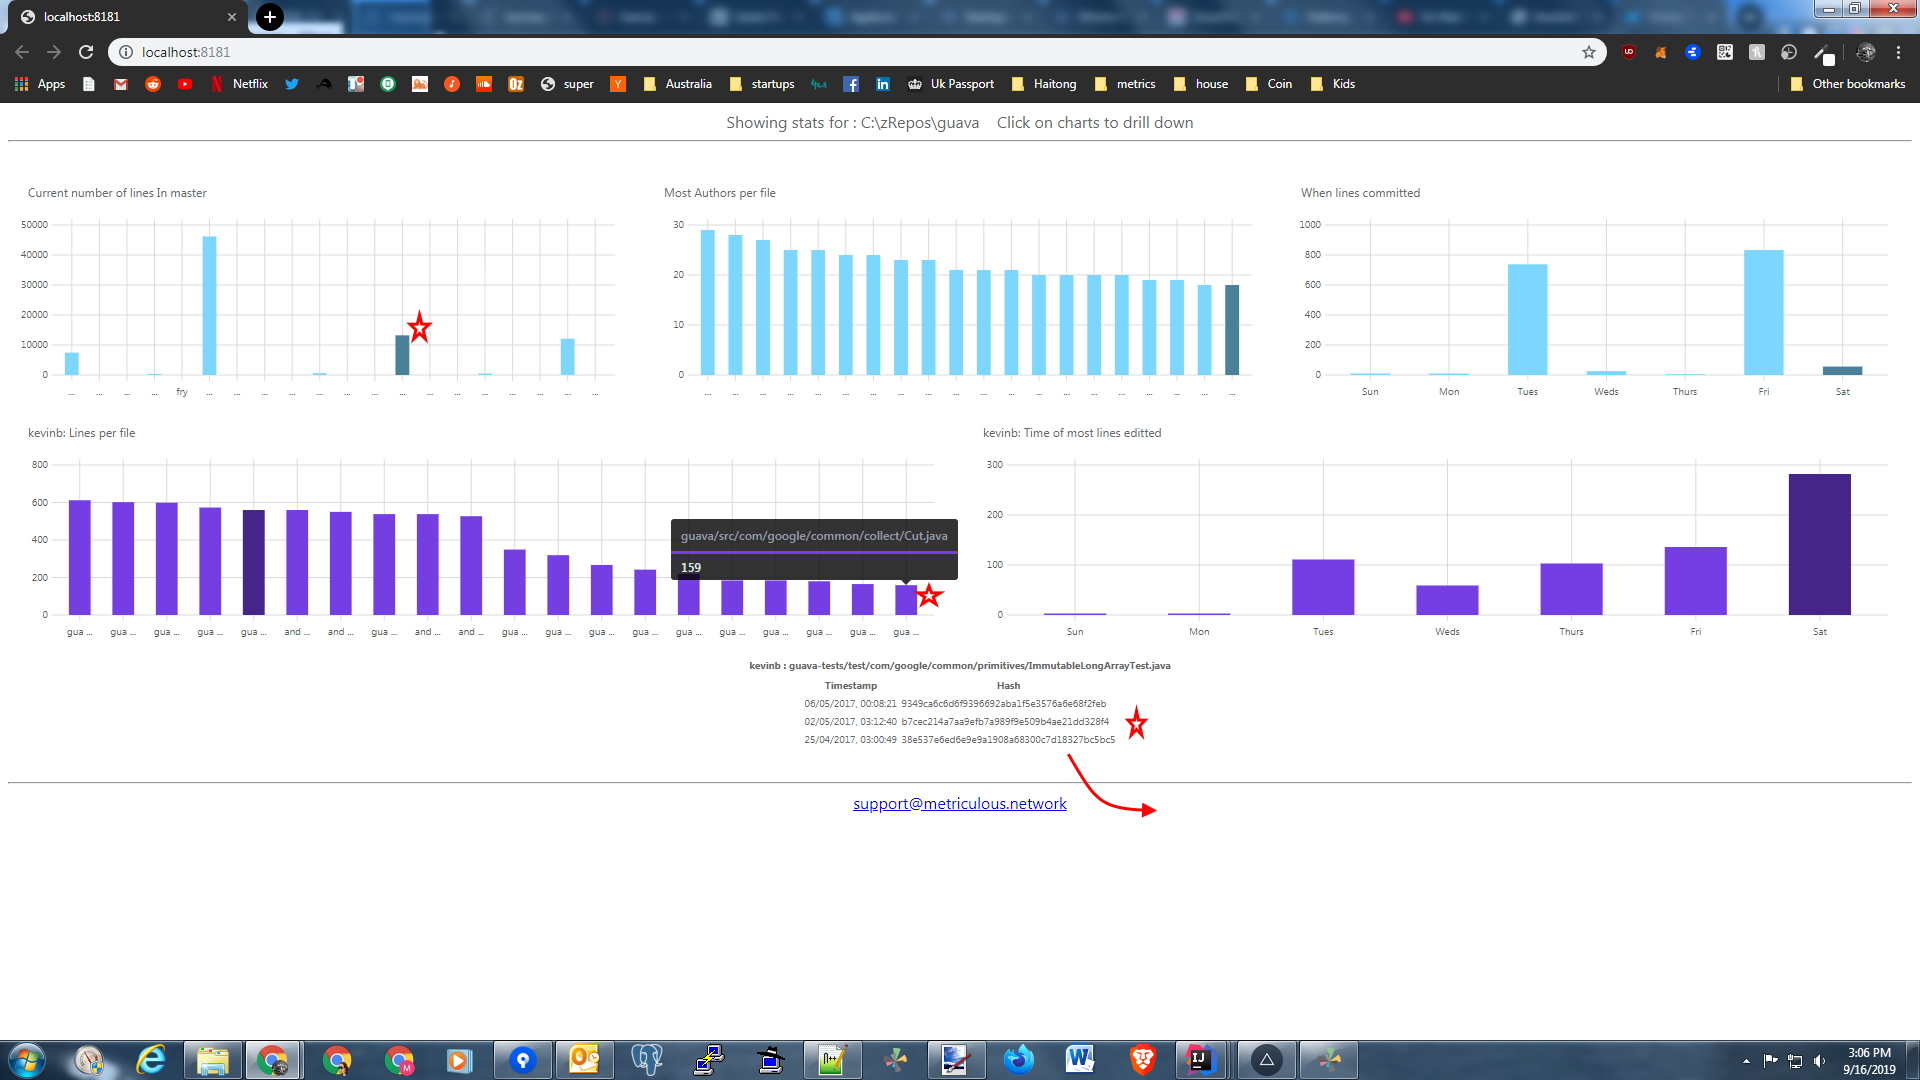 localhost:8181
localhost:8181
Apps Netflix super Australia startups Uk Passport Haitong metrics house Coin Kids Other bookmarks
Showing stats for : C:\zRepos\guava Click on charts to drill down
Current number of lines In master
50000
40000
30000
20000
10000
0
... ... ... ... fry ... ... ... ... ... ... ... ... ... ... ... ... ... ... ...
Most Authors per file
30
20
10
0
... ... ... ... ... ... ... ... ... ... ... ... ... ... ... ... ... ... ... ...
When lines committed
1000
800
600
400
200
0
Sun Mon Tues Weds Thurs Fri Sat
kevinb: Lines per file
800
600
400
200
0
gua ... gua ... gua ... gua ... gua ... and ... and ... gua ... and ... and ... gua ... gua ... gua ... gua ... gua ... gua ... gua ... gua ... gua ... gua ...
guava/src/com/google/common/collect/Cut.java
159
kevinb: Time of most lines editted
300
200
100
0
Sun Mon Tues Weds Thurs Fri Sat
kevinb : guava-tests/test/com/google/common/primitives/ImmutableLongArrayTest.java
Timestamp Hash
06/05/2017, 00:08:21 9349ca6c6d6f9396692aba1f5e3576a6e68f2feb
02/05/2017, 03:12:40 b7cec214a7aa9efb7a989f9e509b4ae21dd328f4
25/04/2017, 03:00:49 38e537e6ed6e9e9a1908a68300c7d18327bc5bc5
support@metriculous.network
3:06 PM
9/16/2019